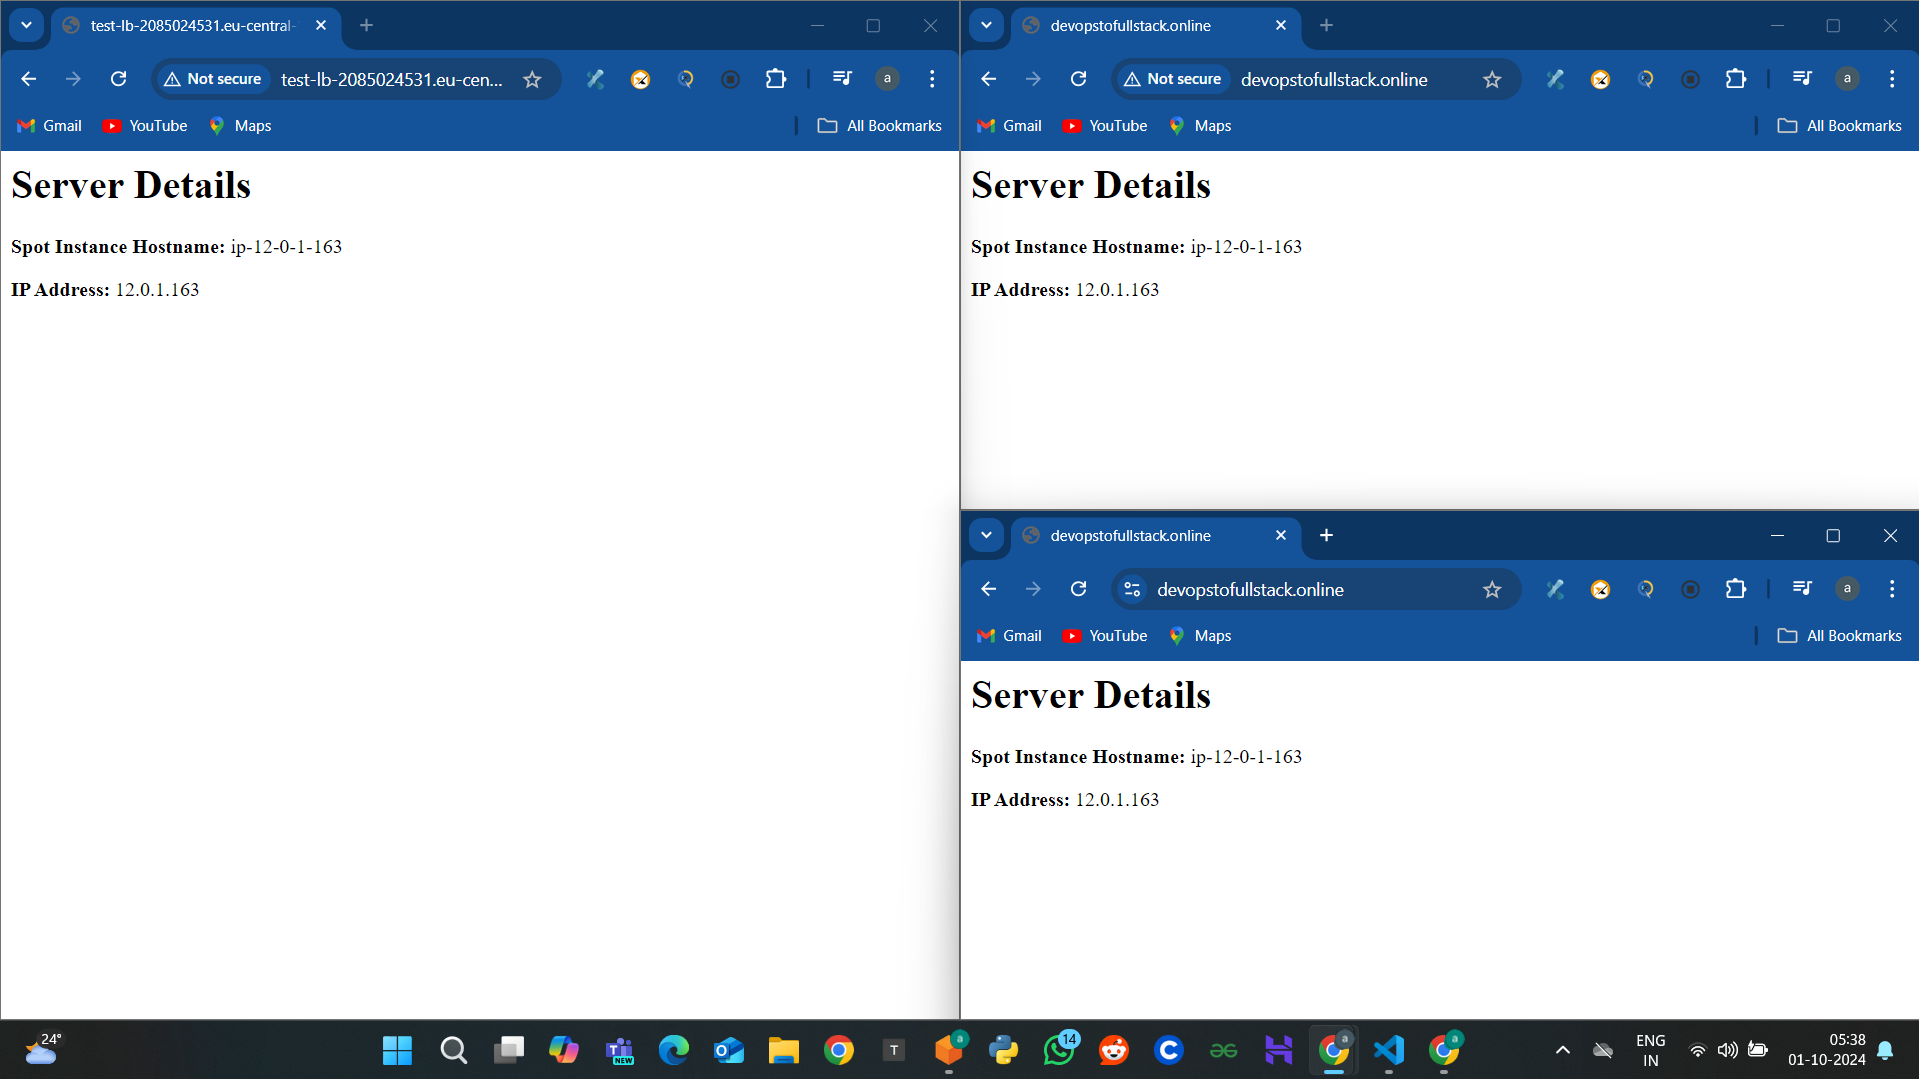 test-lb-2085024531.eu-central-
Not secure
test-lb-2085024531.eu-cen...
a
Gmail
YouTube
Maps
All Bookmarks
Server Details
Spot Instance Hostname: ip-12-0-1-163
IP Address: 12.0.1.163
devopstofullstack.online
Not secure
devopstofullstack.online
a
Gmail
YouTube
Maps
All Bookmarks
Server Details
Spot Instance Hostname: ip-12-0-1-163
IP Address: 12.0.1.163
devopstofullstack.online
devopstofullstack.online
a
Gmail
YouTube
Maps
All Bookmarks
Server Details
Spot Instance Hostname: ip-12-0-1-163
IP Address: 12.0.1.163
24°
NEW
T
a
14
a
a
ENG
IN
05:38
01-10-2024